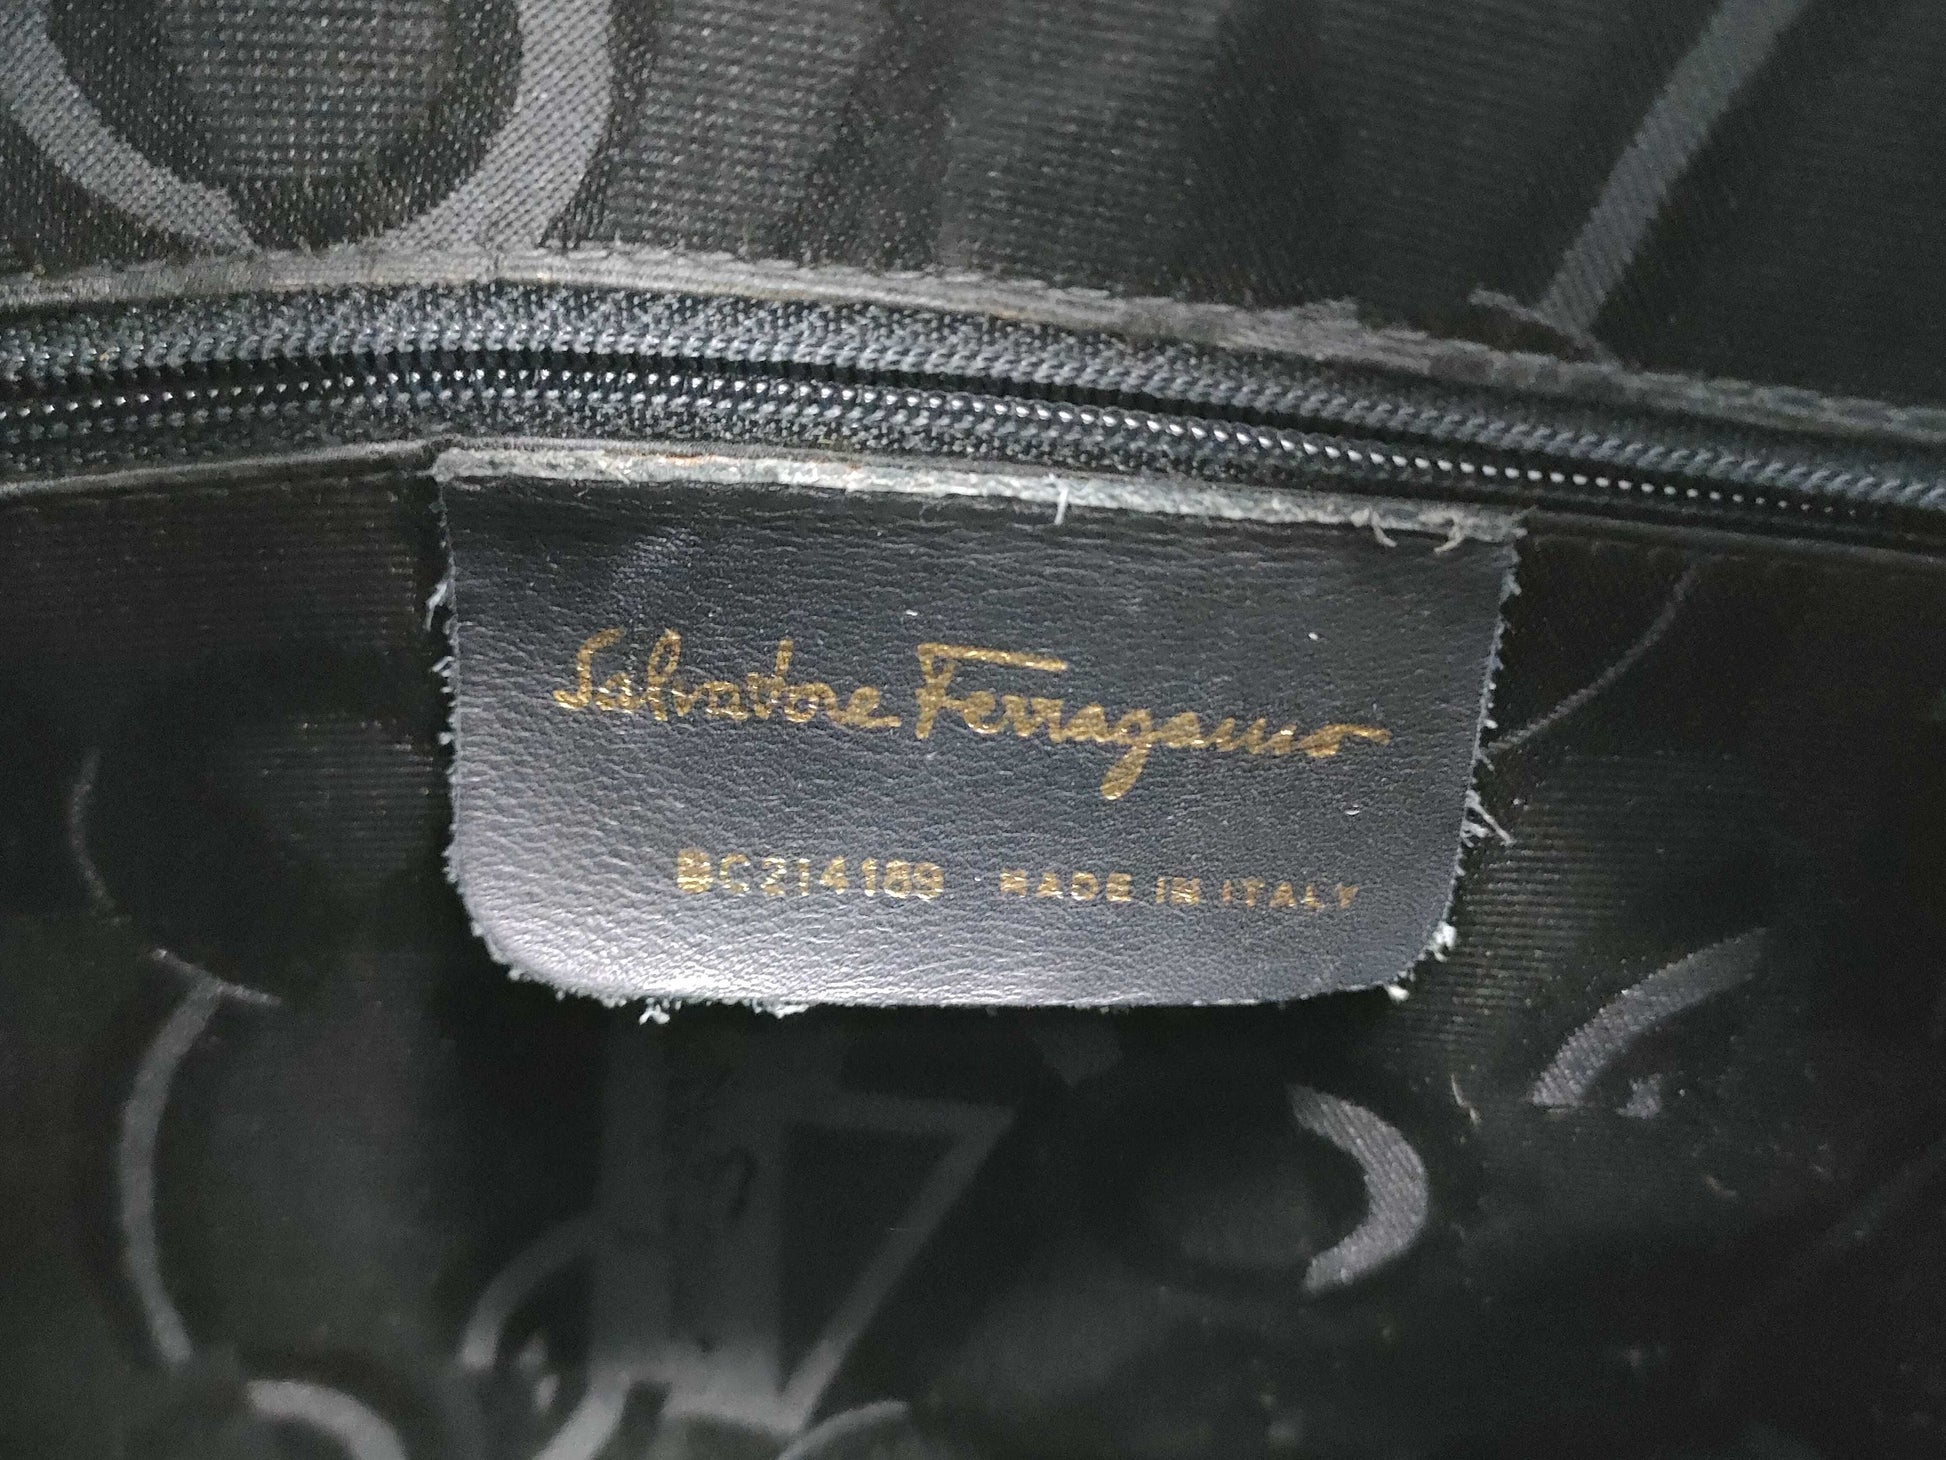 Salvatore Ferragamo
BC214189 MADE IN ITALY